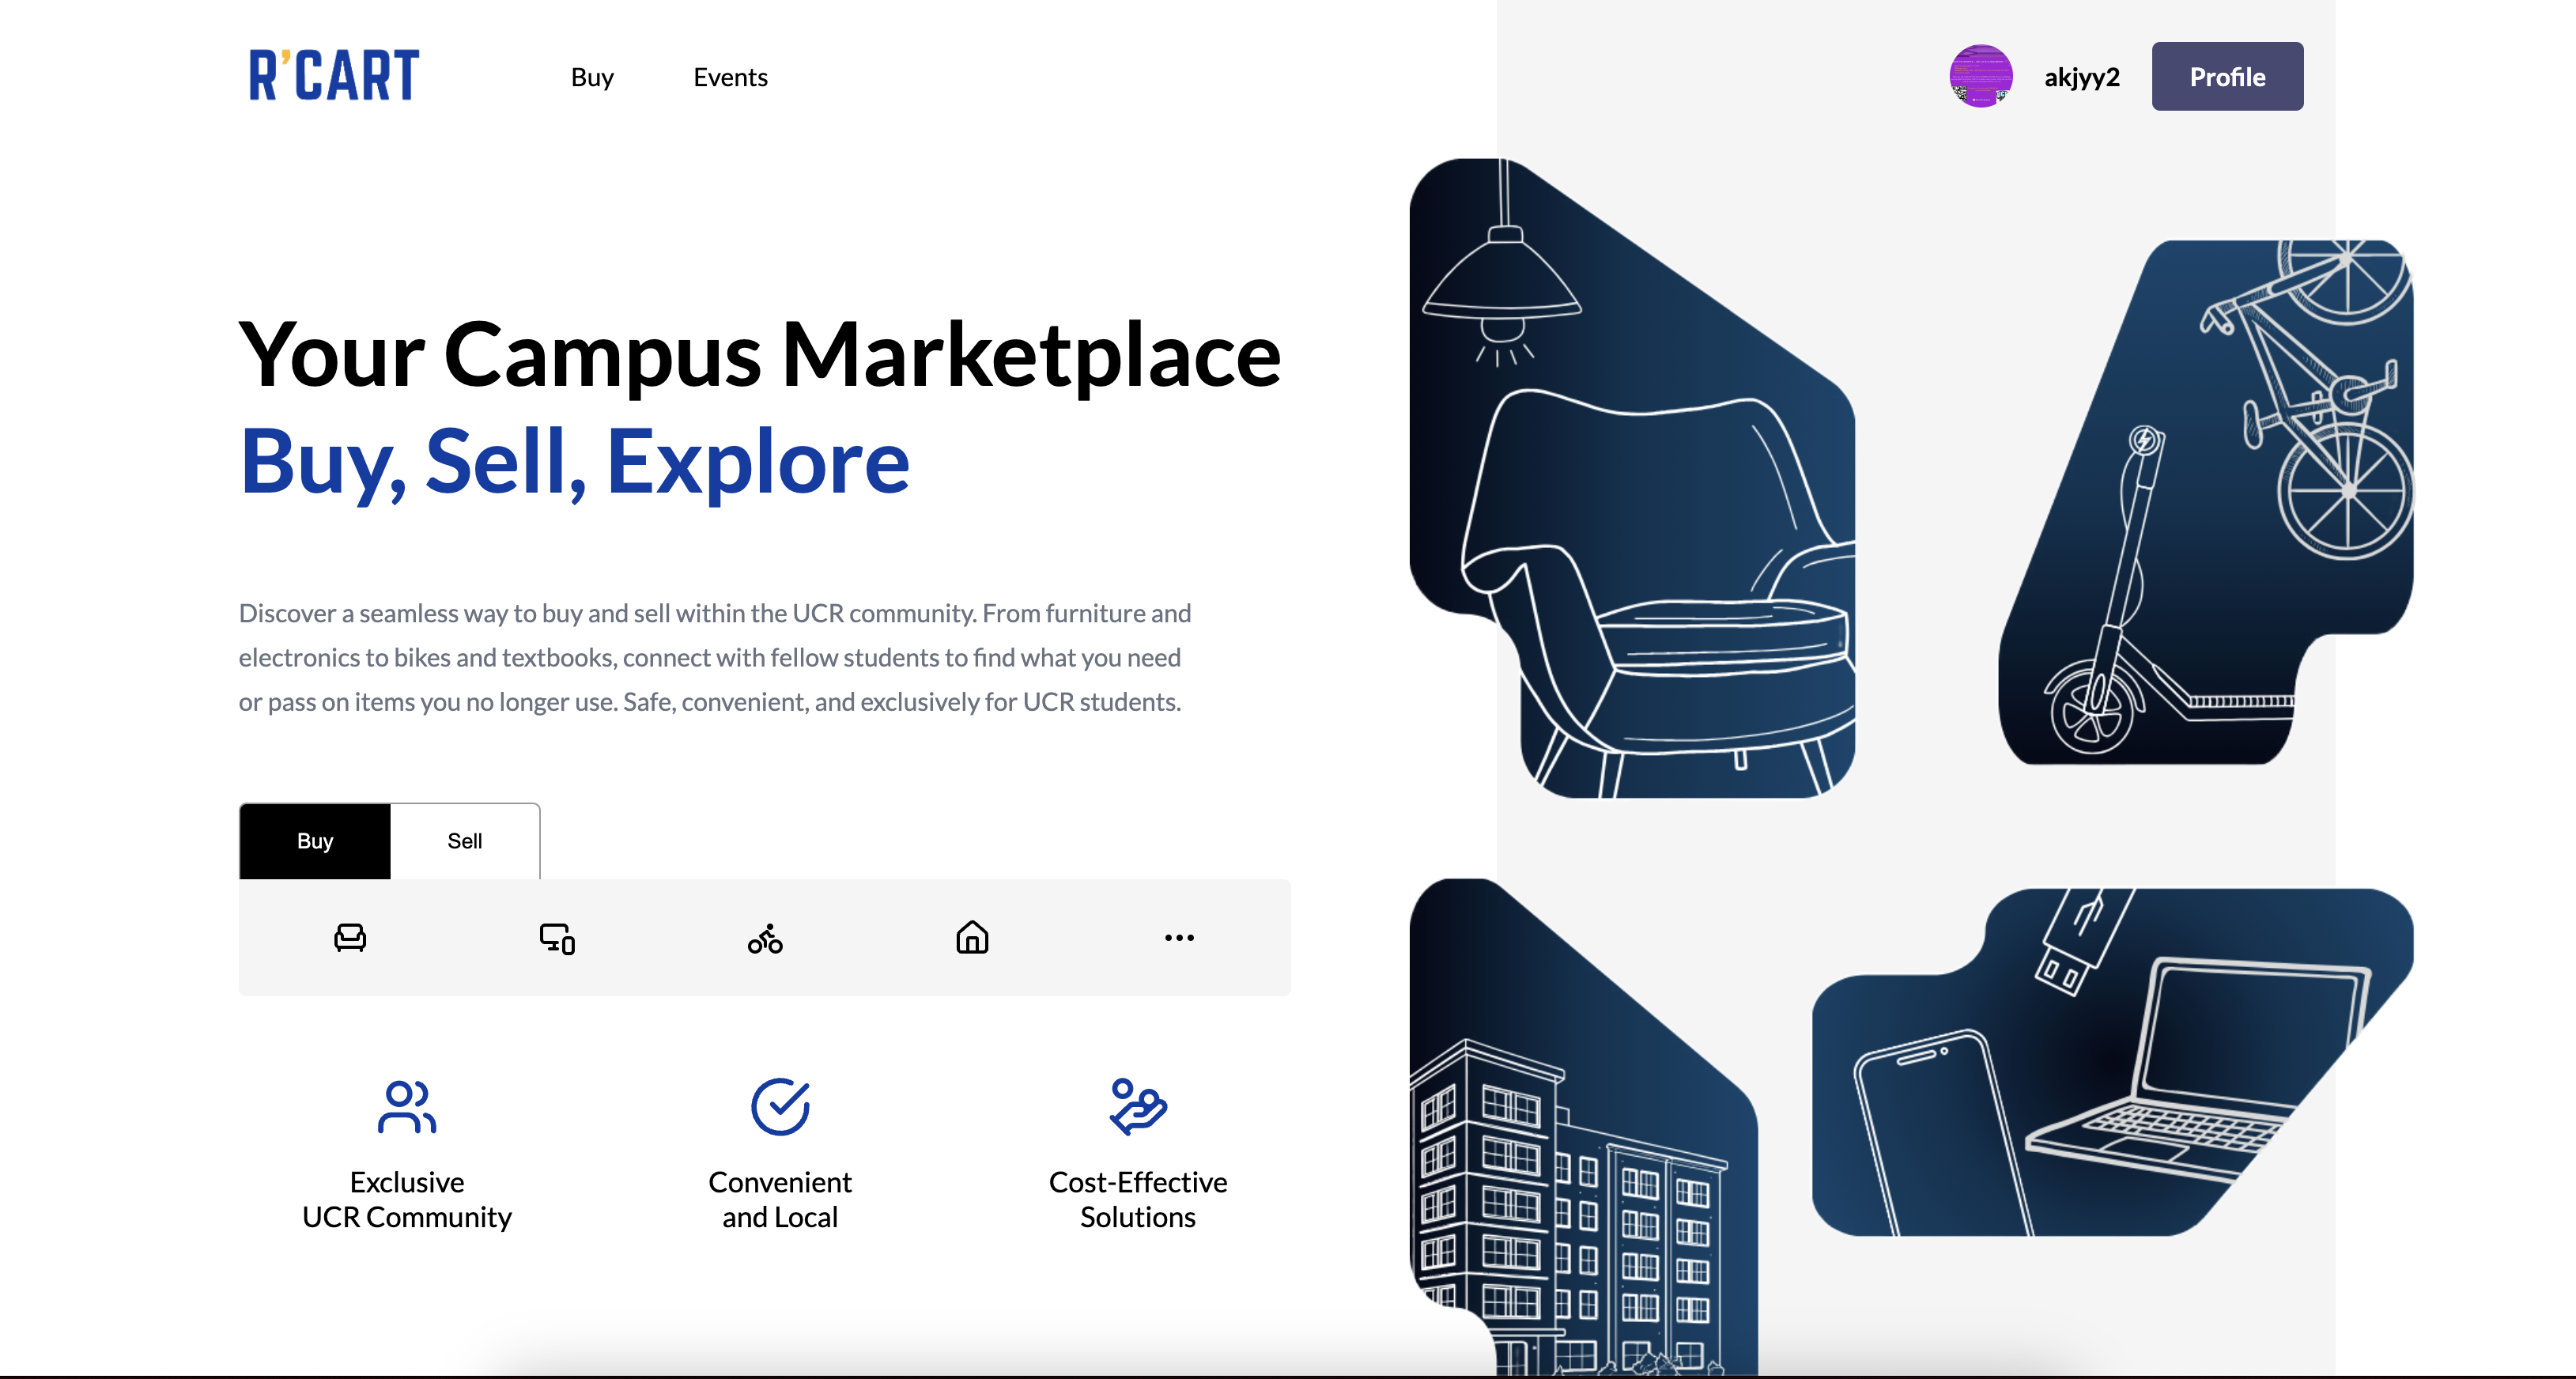 R'CART
Buy
Events
akjyy2
Profile
Your Campus Marketplace
Buy, Sell, Explore
Discover a seamless way to buy and sell within the UCR community. From furniture and
electronics to bikes and textbooks, connect with fellow students to find what you need
or pass on items you no longer use. Safe, convenient, and exclusively for UCR students.
Buy
Sell
Exclusive
UCR Community
Convenient
and Local
Cost-Effective
Solutions